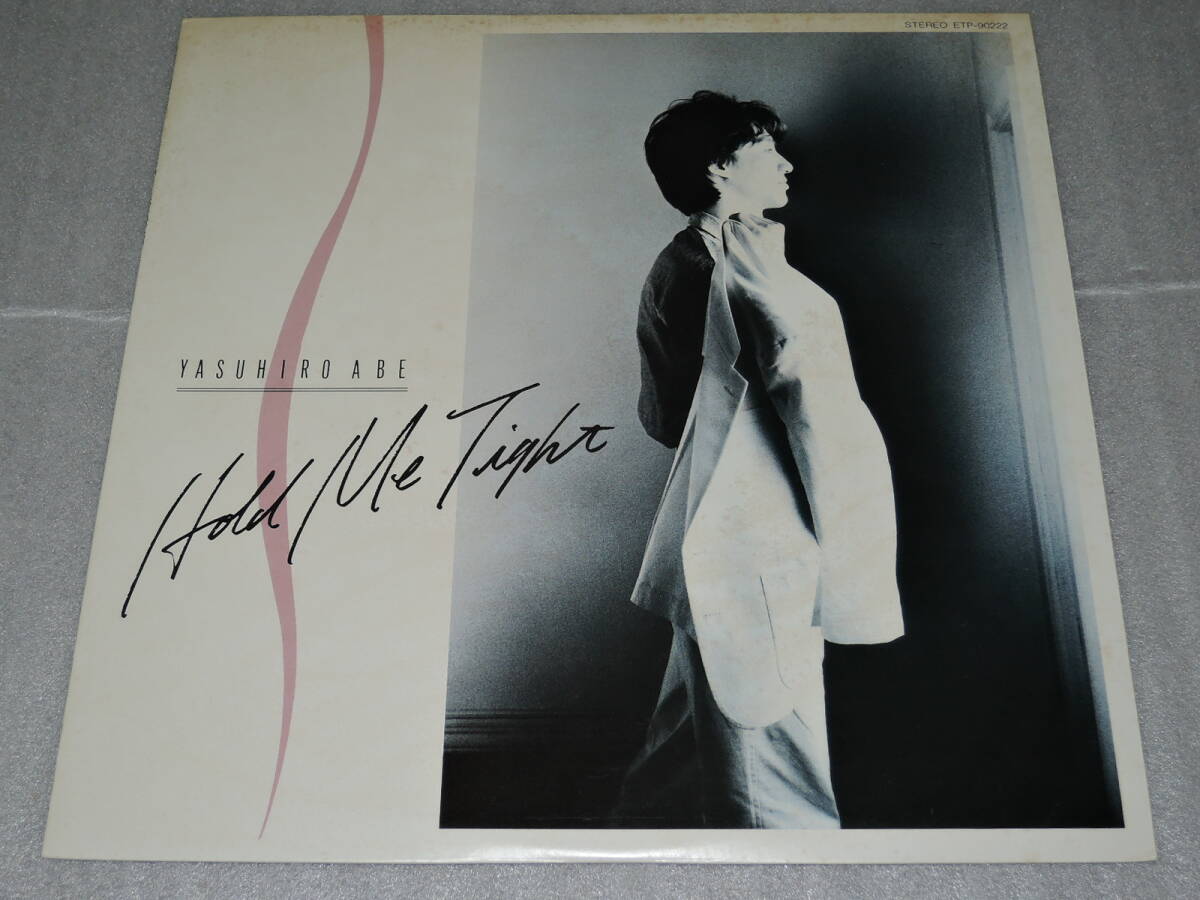 STEREO ETP-90222
YASUHIRO ABE
Hold Me Tight